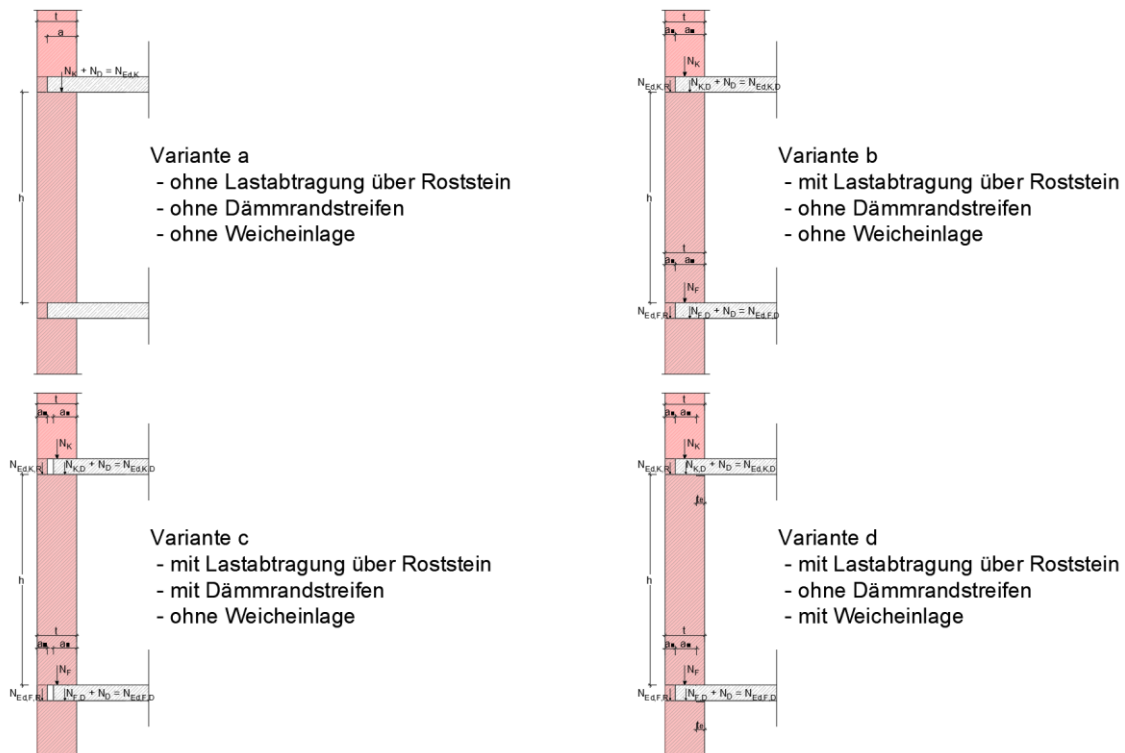 t
a
N_K + N_D = N_Ed,K
h
Variante a
- ohne Lastabtragung über Roststein
- ohne Dämmrandstreifen
- ohne Weicheinlage
t
a■ a■
N_K
N_Ed,K,R N_K,D + N_D = N_Ed,K,D
h
Variante b
- mit Lastabtragung über Roststein
- ohne Dämmrandstreifen
- ohne Weicheinlage
t
a■ a■
N_F
N_Ed,F,R N_F,D + N_D = N_Ed,F,D
t
a■ a■
N_K
N_Ed,K,R N_K,D + N_D = N_Ed,K,D
h
Variante c
- mit Lastabtragung über Roststein
- mit Dämmrandstreifen
- ohne Weicheinlage
t
a■ a■
N_F
N_Ed,F,R N_F,D + N_D = N_Ed,F,D
t
a■ a■
N_K
N_Ed,K,R N_K,D + N_D = N_Ed,K,D
h
Variante d
- mit Lastabtragung über Roststein
- ohne Dämmrandstreifen
- mit Weicheinlage
t
a■ a■
N_F
N_Ed,F,R N_F,D + N_D = N_Ed,F,D